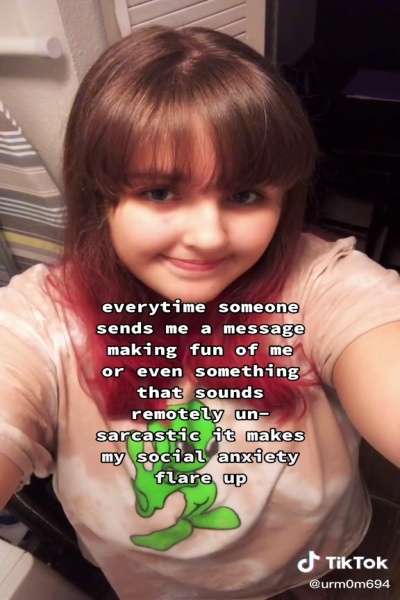 everytime someone
sends me a message
making fun of me
or even something
that sounds
remotely un-
sarcastic it makes
my social anxiety
flare up
TikTok
@urm0m694